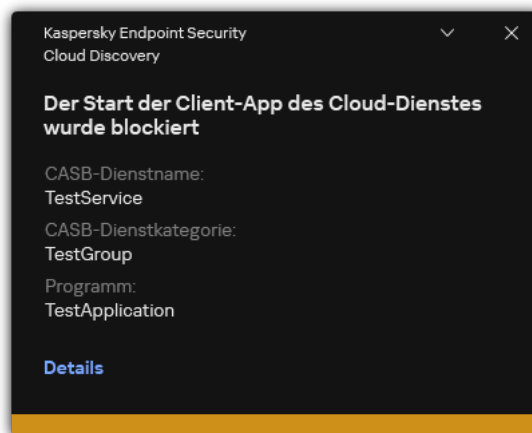 Kaspersky Endpoint Security
Cloud Discovery
Der Start der Client-App des Cloud-Dienstes
wurde blockiert
CASB-Dienstname:
TestService
CASB-Dienstkategorie:
TestGroup
Programm:
TestApplication
Details